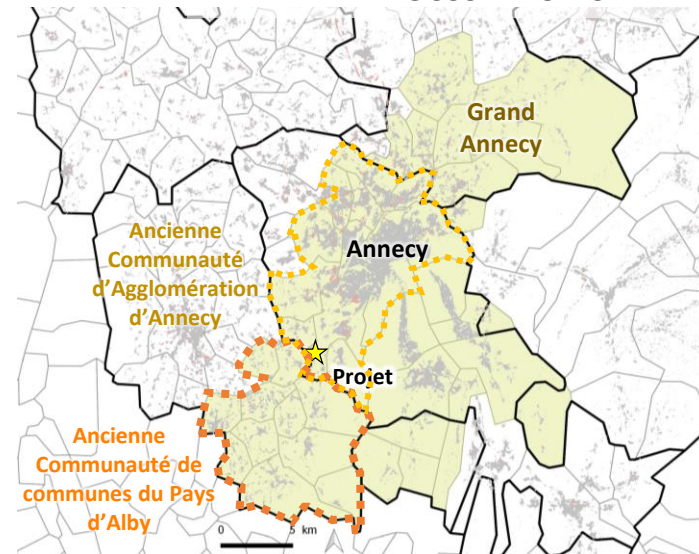 Grand
Annecy
Annecy
Ancienne
Communauté
d'Agglomération
d'Annecy
Projet
Ancienne
Communauté de
communes du Pays
d'Alby
0 5 km